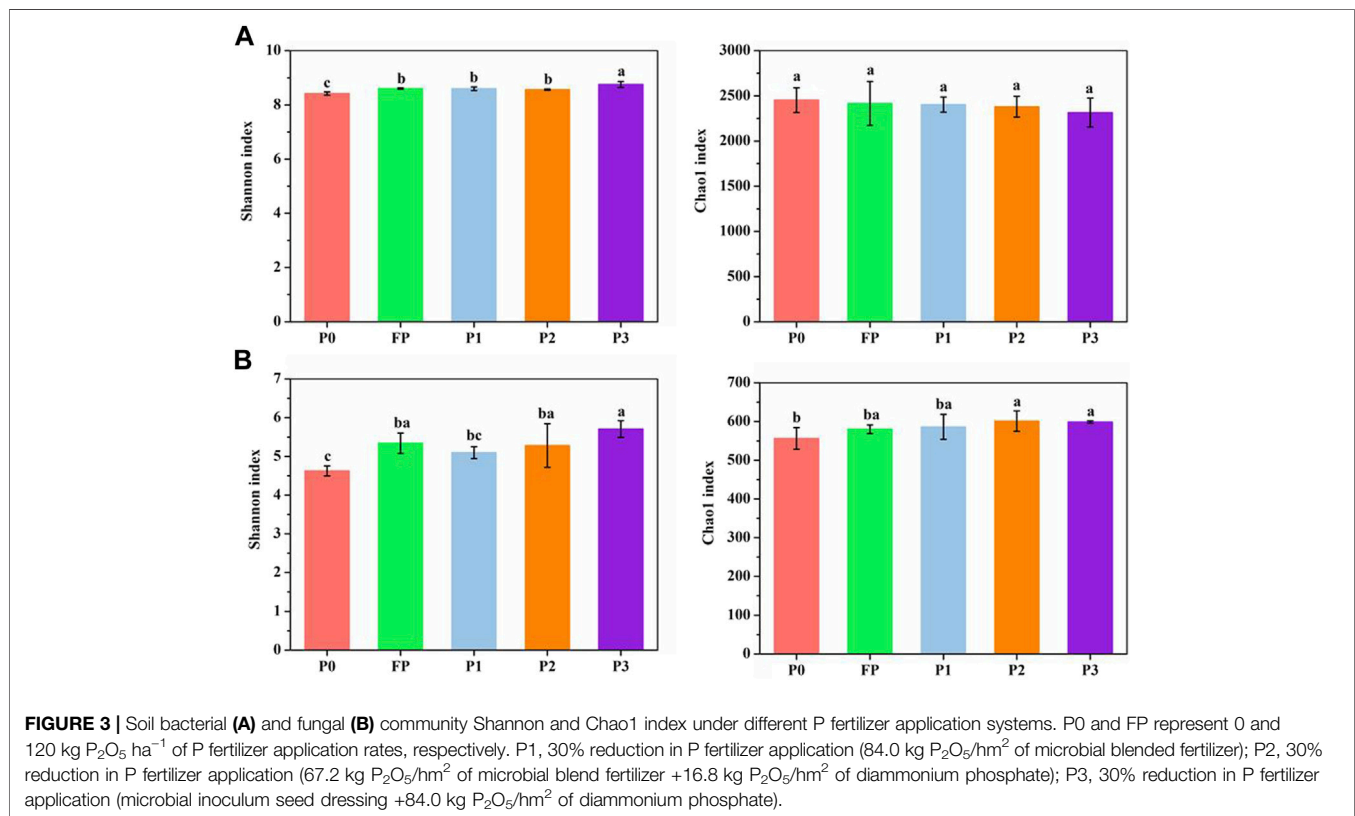 A
10
8
6
4
2
0
Shannon index
c b b b a
P0 FP P1 P2 P3
3000
2500
2250
2000
1750
1500
1250
1000
750
500
250
0
Chao1 index
a a a a a
P0 FP P1 P2 P3
B
7
6
5
4
3
2
1
0
Shannon index
c ba bc ba a
P0 FP P1 P2 P3
700
600
500
400
300
200
100
0
Chao1 index
b ba ba a a
P0 FP P1 P2 P3
FIGURE 3 | Soil bacterial (A) and fungal (B) community Shannon and Chao1 index under different P fertilizer application systems. P0 and FP represent 0 and
120 kg P₂O₅ ha⁻¹ of P fertilizer application rates, respectively. P1, 30% reduction in P fertilizer application (84.0 kg P₂O₅/hm² of microbial blended fertilizer); P2, 30%
reduction in P fertilizer application (67.2 kg P₂O₅/hm² of microbial blend fertilizer +16.8 kg P₂O₅/hm² of diammonium phosphate); P3, 30% reduction in P fertilizer
application (microbial inoculum seed dressing +84.0 kg P₂O₅/hm² of diammonium phosphate).